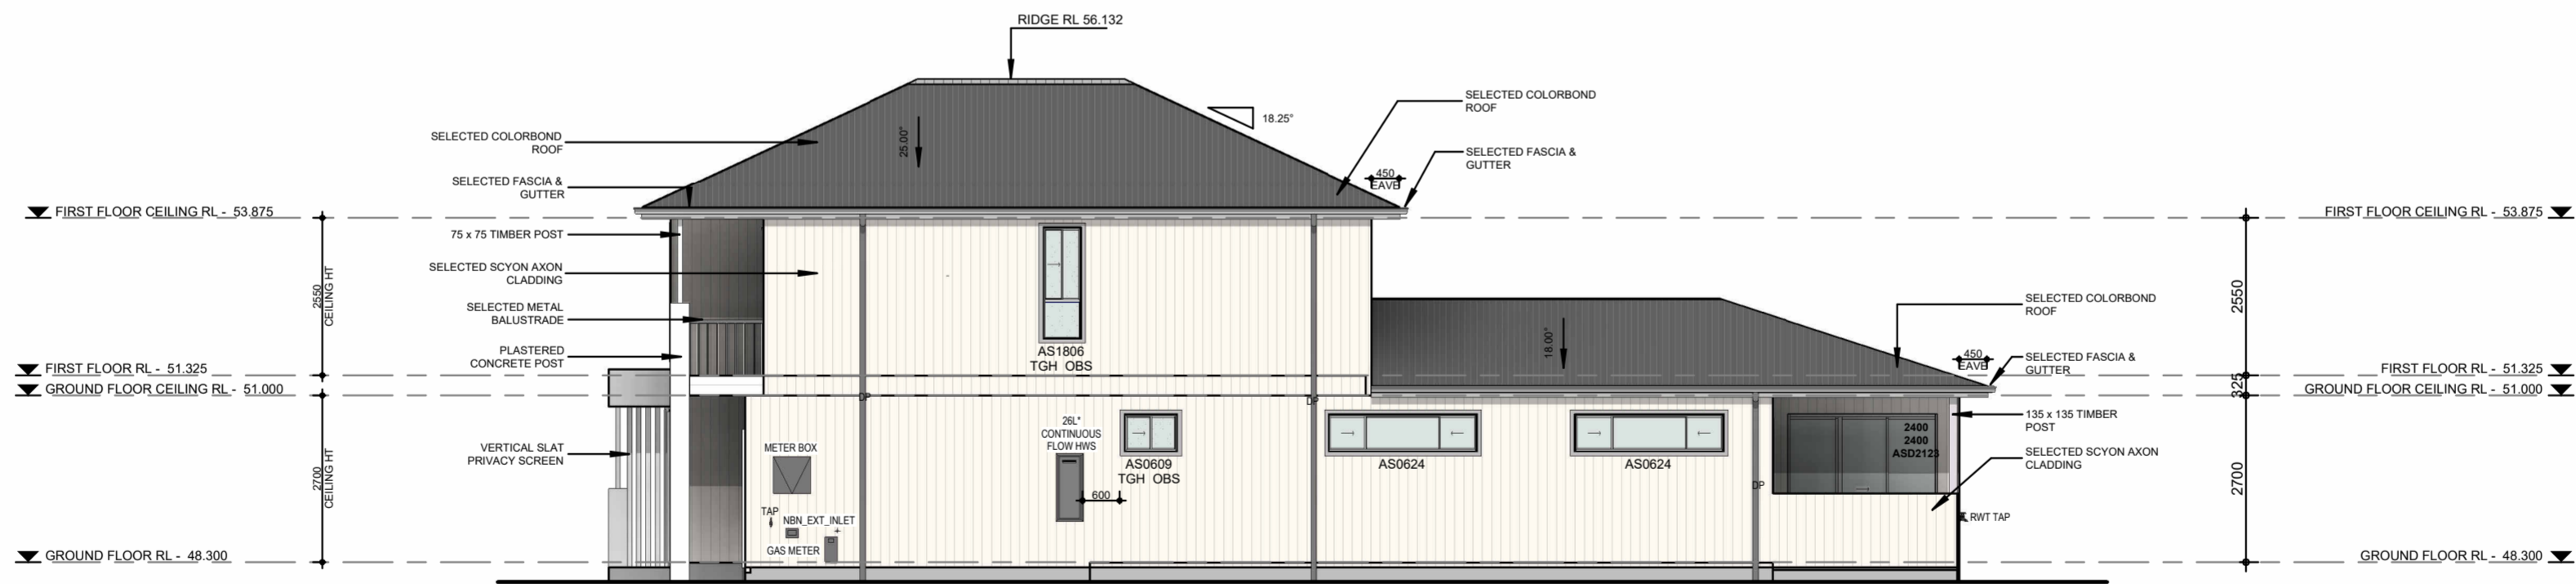 RIDGE RL 56.132
SELECTED COLORBOND
ROOF
SELECTED FASCIA &
GUTTER
25.00°
18.25°
SELECTED COLORBOND
ROOF
SELECTED FASCIA &
GUTTER
450
EAVE
FIRST FLOOR CEILING RL - 53.875
FIRST FLOOR CEILING RL - 53.875
75 x 75 TIMBER POST
SELECTED SCYON AXON
CLADDING
SELECTED METAL
BALUSTRADE
PLASTERED
CONCRETE POST
2550
CEILING HT
AS1806
TGH OBS
18.00°
SELECTED COLORBOND
ROOF
450
EAVE
SELECTED FASCIA &
GUTTER
2550
FIRST FLOOR RL - 51.325
FIRST FLOOR RL - 51.325
325
GROUND FLOOR CEILING RL - 51.000
GROUND FLOOR CEILING RL - 51.000
DP
DP
VERTICAL SLAT
PRIVACY SCREEN
2700
CEILING HT
METER BOX
TAP
NBN_EXT_INLET
GAS METER
26L*
CONTINUOUS
FLOW HWS
600
AS0609
TGH OBS
AS0624
AS0624
DP
2400
2400
ASD2123
135 x 135 TIMBER
POST
SELECTED SCYON AXON
CLADDING
RWT TAP
2700
GROUND FLOOR RL - 48.300
GROUND FLOOR RL - 48.300